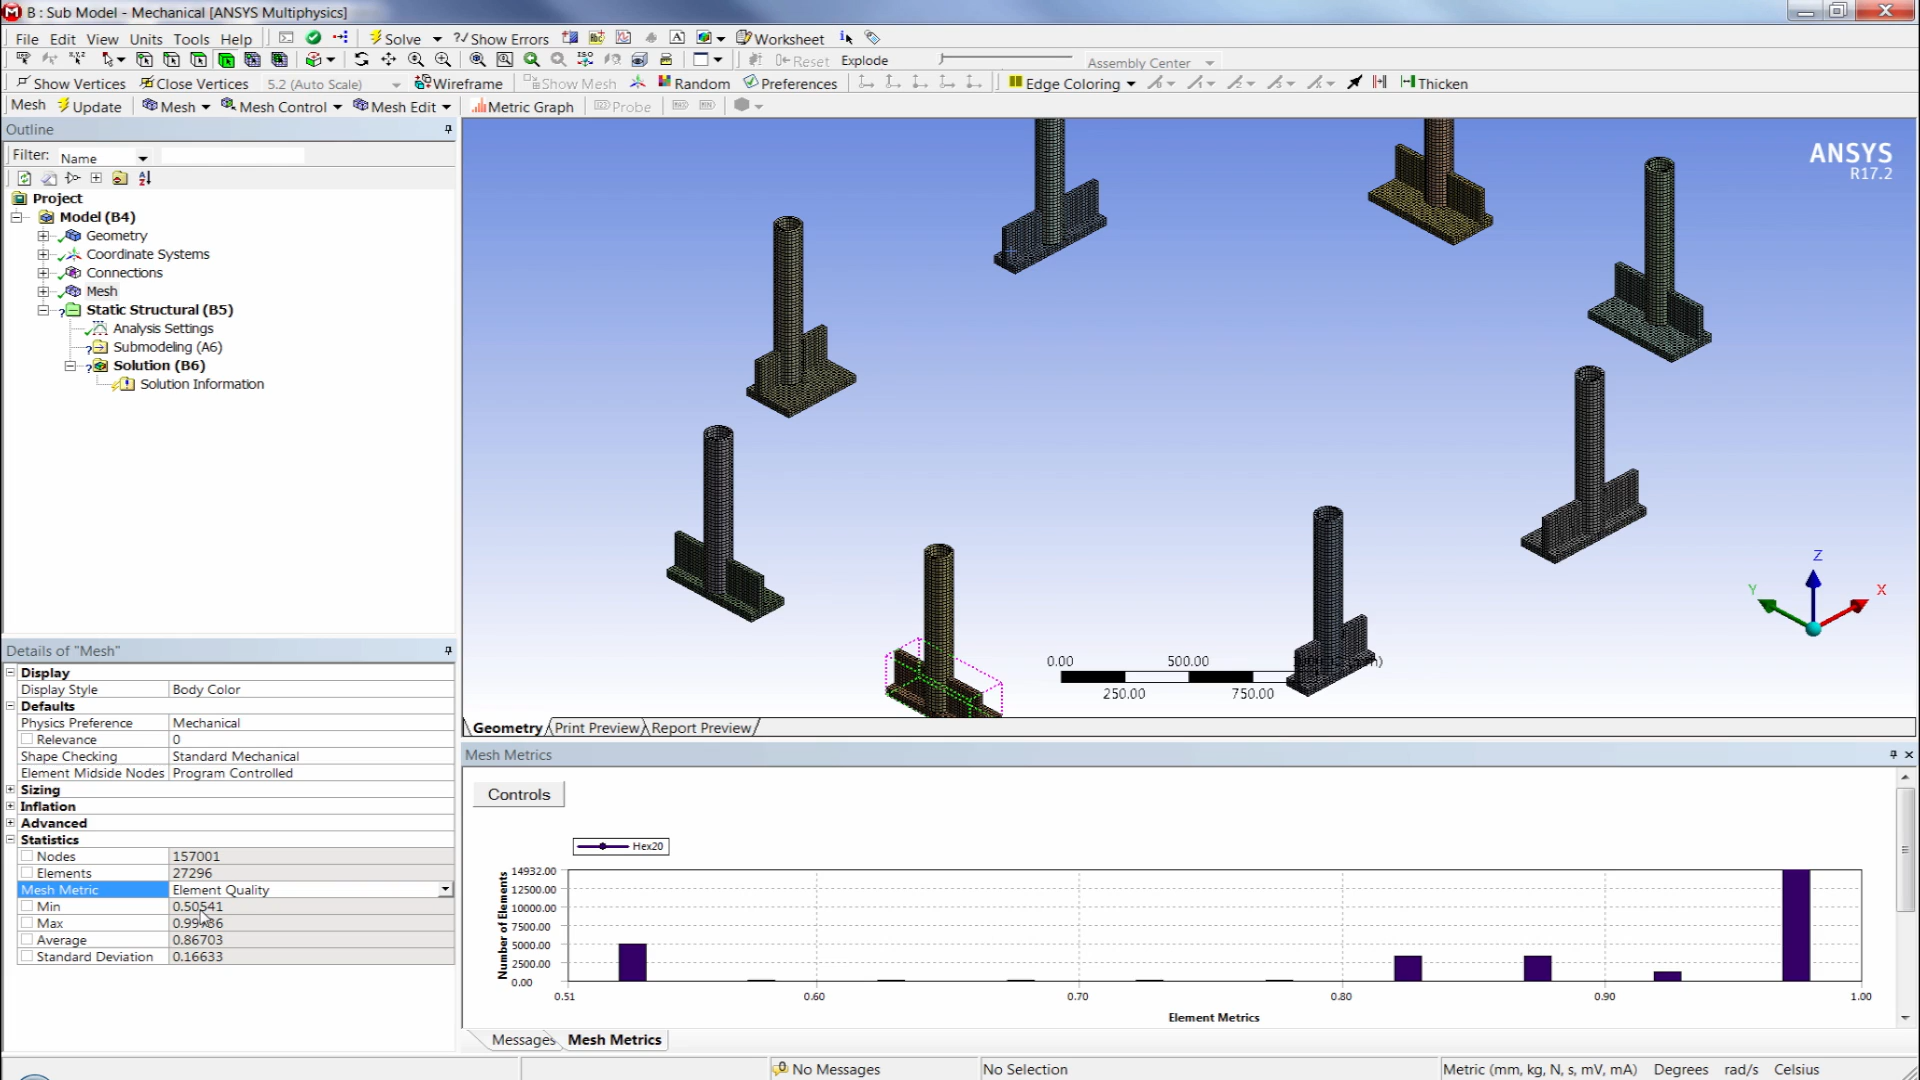 B : Sub Model - Mechanical [ANSYS Multiphysics]
File Edit View Units Tools Help Solve Show Errors Worksheet
Reset Explode Assembly Center
Show Vertices Close Vertices 5.2 (Auto Scale) Wireframe Show Mesh Random Preferences Edge Coloring Thicken
Mesh Update Mesh Mesh Control Mesh Edit Metric Graph Probe
Outline
Filter: Name
Project
Model (B4)
Geometry
Coordinate Systems
Connections
Mesh
Static Structural (B5)
Analysis Settings
Submodeling (A6)
Solution (B6)
Solution Information
ANSYS
R17.2
Z
Y X
0.00 500.00
250.00 750.00
Geometry Print Preview Report Preview
Details of "Mesh"
Display
Display Style Body Color
Defaults
Physics Preference Mechanical
Relevance 0
Shape Checking Standard Mechanical
Element Midside Nodes Program Controlled
Sizing
Inflation
Advanced
Statistics
Nodes 157001
Elements 27296
Mesh Metric Element Quality
Min 0.50541
Max
Average 0.86703
Standard Deviation 0.16633
Mesh Metrics
Controls
Hex20
Number of Elements
14932.00
12500.00
10000.00
7500.00
5000.00
2500.00
0.00
0.51 0.60 0.70 0.80 0.90 1.00
Element Metrics
Messages Mesh Metrics
No Messages No Selection Metric (mm, kg, N, s, mV, mA) Degrees rad/s Celsius